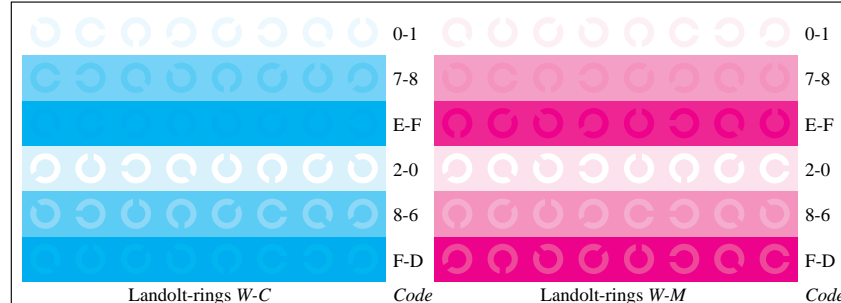 0-1 0-1
7-8 7-8
E-F E-F
2-0 2-0
8-6 8-6
F-D F-D
Landolt-rings W-C Code Landolt-rings W-M Code